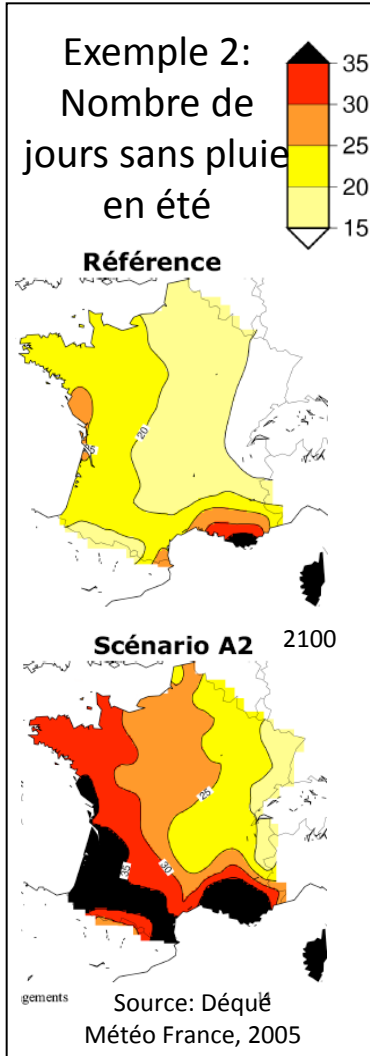 Exemple 2:
Nombre de
jours sans pluie
en été
35
30
25
20
15
Référence
20
25
Scénario A2 2100
25
30
35
gements
Source: Déqué
Météo France, 2005